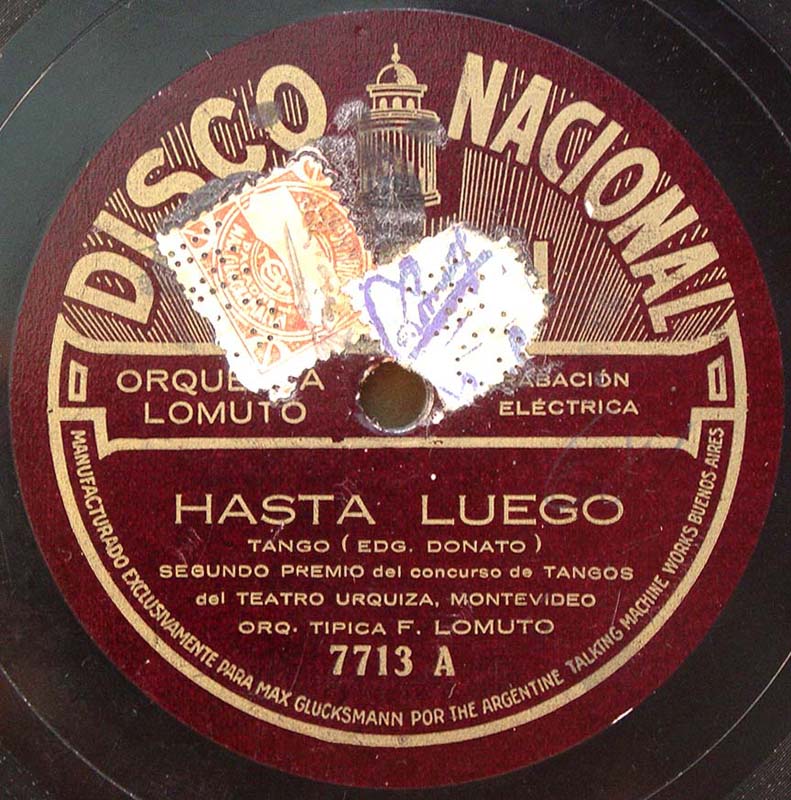 DISCO NACIONAL
ORQUE A
LOMUTO
RABACIÓN
ELÉCTRICA
HASTA LUEGO
TANGO ( EDG. DONATO )
SEGUNDO PREMIO del concurso de TANGOS
del TEATRO URQUIZA, MONTEVIDEO
ORQ. TIPICA F. LOMUTO
7713 A
MANUFACTURADO EXCLUSIVAMENTE PARA MAX GLUCKSMANN POR THE ARGENTINE TALKING MACHINE WORKS BUENOS AIRES